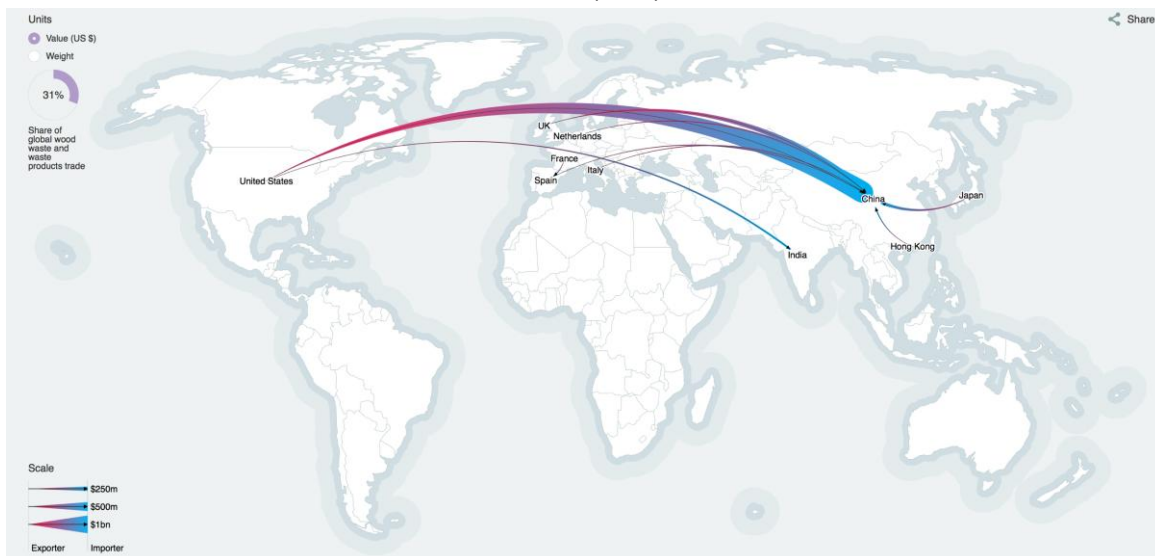 Units
Share
Value (US $)
Weight
31%
Share of
global wood
waste and
waste
products trade
UK
Netherlands
France
Italy
Spain
United States
China
Japan
Hong Kong
India
Scale
$250m
$500m
$1bn
Exporter Importer